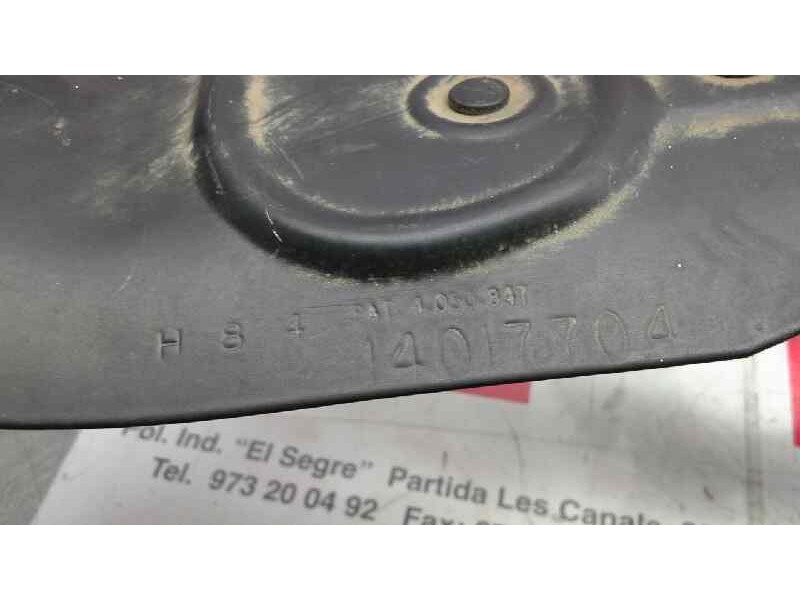 PAT 4.030.847
H 8 4
14017704
Pol. Ind. "El Segre" Partida Les Canals,
Tel. 973 20 04 92 Fax: